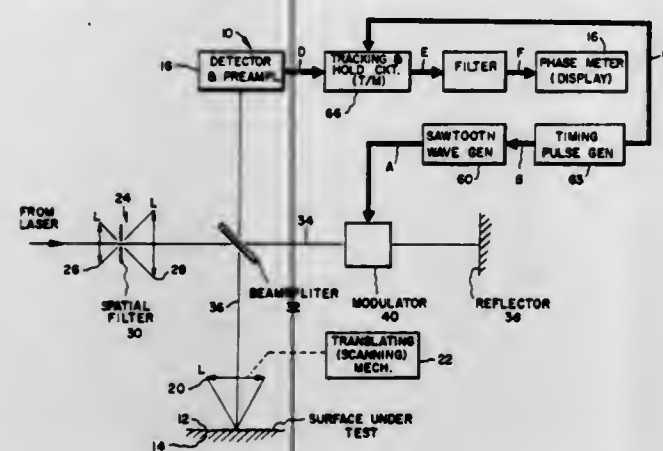 10
16
DETECTOR
& PREAMPL.
D
TRACKING &
HOLD CKT.
(T/M)
66
E
FILTER
F
16
PHASE METER
(DISPLAY)
SAWTOOTH
WAVE GEN
60
A
B
TIMING
PULSE GEN
63
FROM
LASER
L
24
L
26
29
SPATIAL
FILTER
30
34
36
BEAMSPLITER
MODULATOR
40
REFLECTOR
38
TRANSLATING
(SCANNING)
MECH.
22
L
20
12
14
SURFACE UNDER
TEST